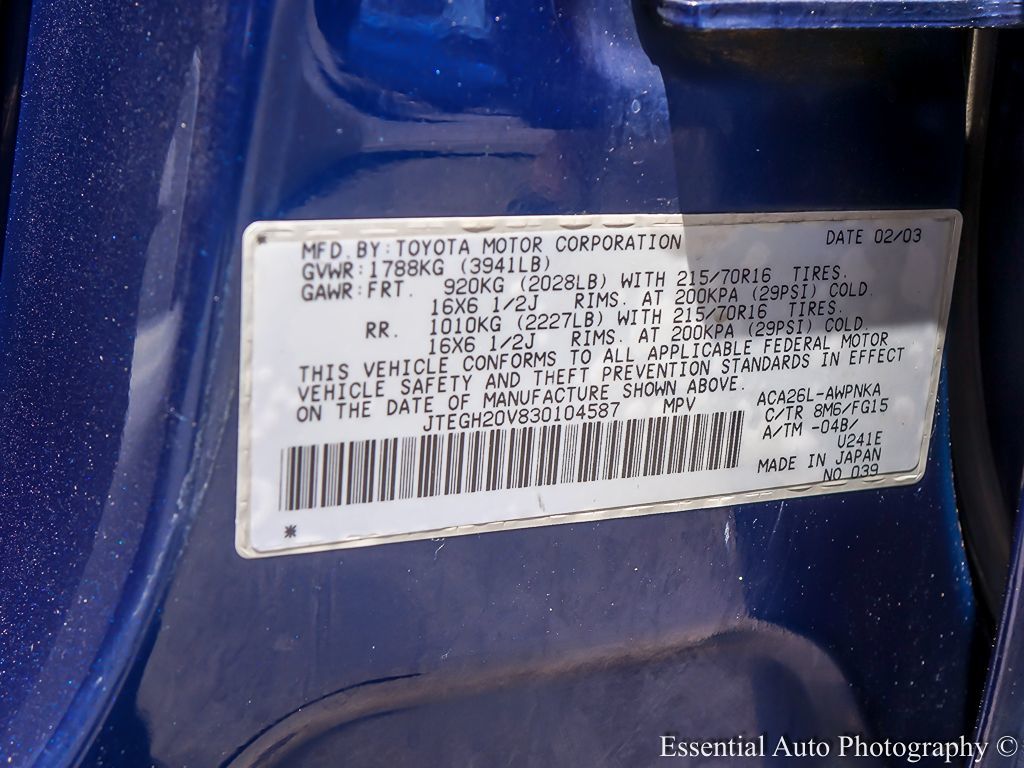 MFD. BY: TOYOTA MOTOR CORPORATION DATE 02/03
GVWR: 1788KG (3941LB)
GAWR: FRT. 920KG (2028LB) WITH 215/70R16 TIRES.
16X6 1/2J RIMS. AT 200KPA (29PSI) COLD.
RR. 1010KG (2227LB) WITH 215/70R16 TIRES.
16X6 1/2J RIMS. AT 200KPA (29PSI) COLD.
THIS VEHICLE CONFORMS TO ALL APPLICABLE FEDERAL MOTOR
VEHICLE SAFETY AND THEFT PREVENTION STANDARDS IN EFFECT
ON THE DATE OF MANUFACTURE SHOWN ABOVE.
JTEGH20V830104587 MPV
ACA26L-AWPNKA
C/TR 8M6/FG15
A/TM -04B/
U241E
MADE IN JAPAN
NO 039
Essential Auto Photography ©